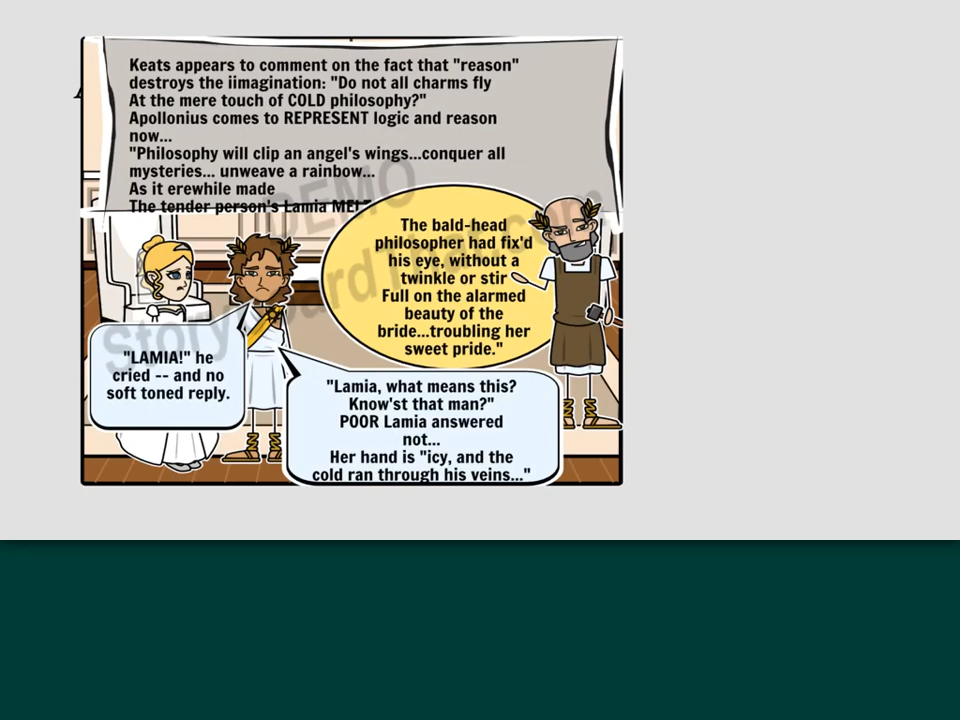 Keats appears to comment on the fact that "reason"
destroys the iimagination: "Do not all charms fly
At the mere touch of COLD philosophy?"
Apollonius comes to REPRESENT logic and reason
now...
"Philosophy will clip an angel's wings...conquer all
mysteries... unweave a rainbow...
As it erewhile made
The tender person's Lamia
DEMO
The bald-head
philosopher had fix'd
his eye, without a
twinkle or stir
Full on the alarmed
beauty of the
bride...troubling her
sweet pride."
"LAMIA!" he
cried -- and no
soft toned reply.
"Lamia, what means this?
Know'st that man?"
POOR Lamia answered
not...
Her hand is "icy, and the
cold ran through his veins..."